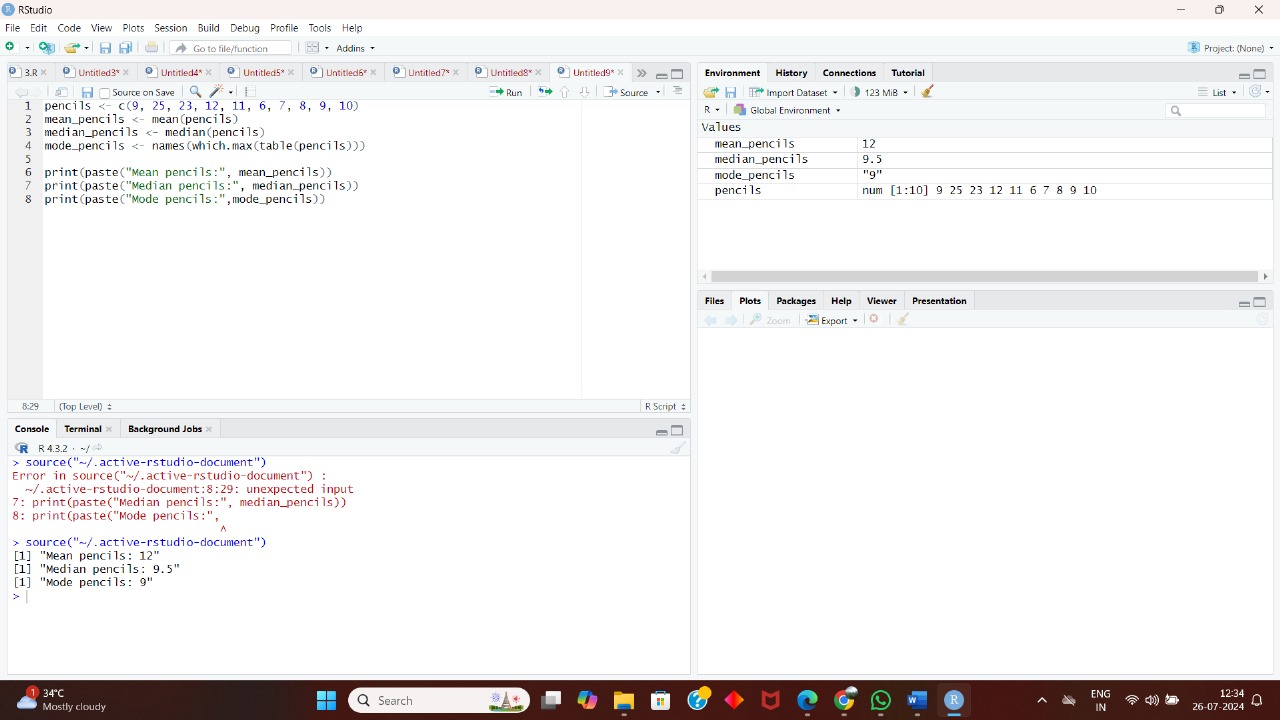 RStudio
File Edit Code View Plots Session Build Debug Profile Tools Help
Go to file/function Addins Project: (None)
3.R Untitled3* Untitled4* Untitled5* Untitled6* Untitled7* Untitled8* Untitled9*
Source on Save Run Source
1 pencils <- c(9, 25, 23, 12, 11, 6, 7, 8, 9, 10)
2 mean_pencils <- mean(pencils)
3 median_pencils <- median(pencils)
4 mode_pencils <- names(which.max(table(pencils)))
5
6 print(paste("Mean pencils:", mean_pencils))
7 print(paste("Median pencils:", median_pencils))
8 print(paste("Mode pencils:",mode_pencils))
8:29 (Top Level) R Script
Console Terminal Background Jobs
R 4.3.2 · ~/
> source("~/.active-rstudio-document")
Error in source("~/.active-rstudio-document") :
~/.active-rstudio-document:8:29: unexpected input
7: print(paste("Median pencils:", median_pencils))
8: print(paste("Mode pencils:",
^
> source("~/.active-rstudio-document")
[1] "Mean pencils: 12"
[1] "Median pencils: 9.5"
[1] "Mode pencils: 9"
>
Environment History Connections Tutorial
Import Dataset 123 MiB List
R Global Environment
Values
mean_pencils 12
median_pencils 9.5
mode_pencils "9"
pencils num [1:10] 9 25 23 12 11 6 7 8 9 10
Files Plots Packages Help Viewer Presentation
Zoom Export
1 34°C
Mostly cloudy
Search
ENG
IN
12:34
26-07-2024